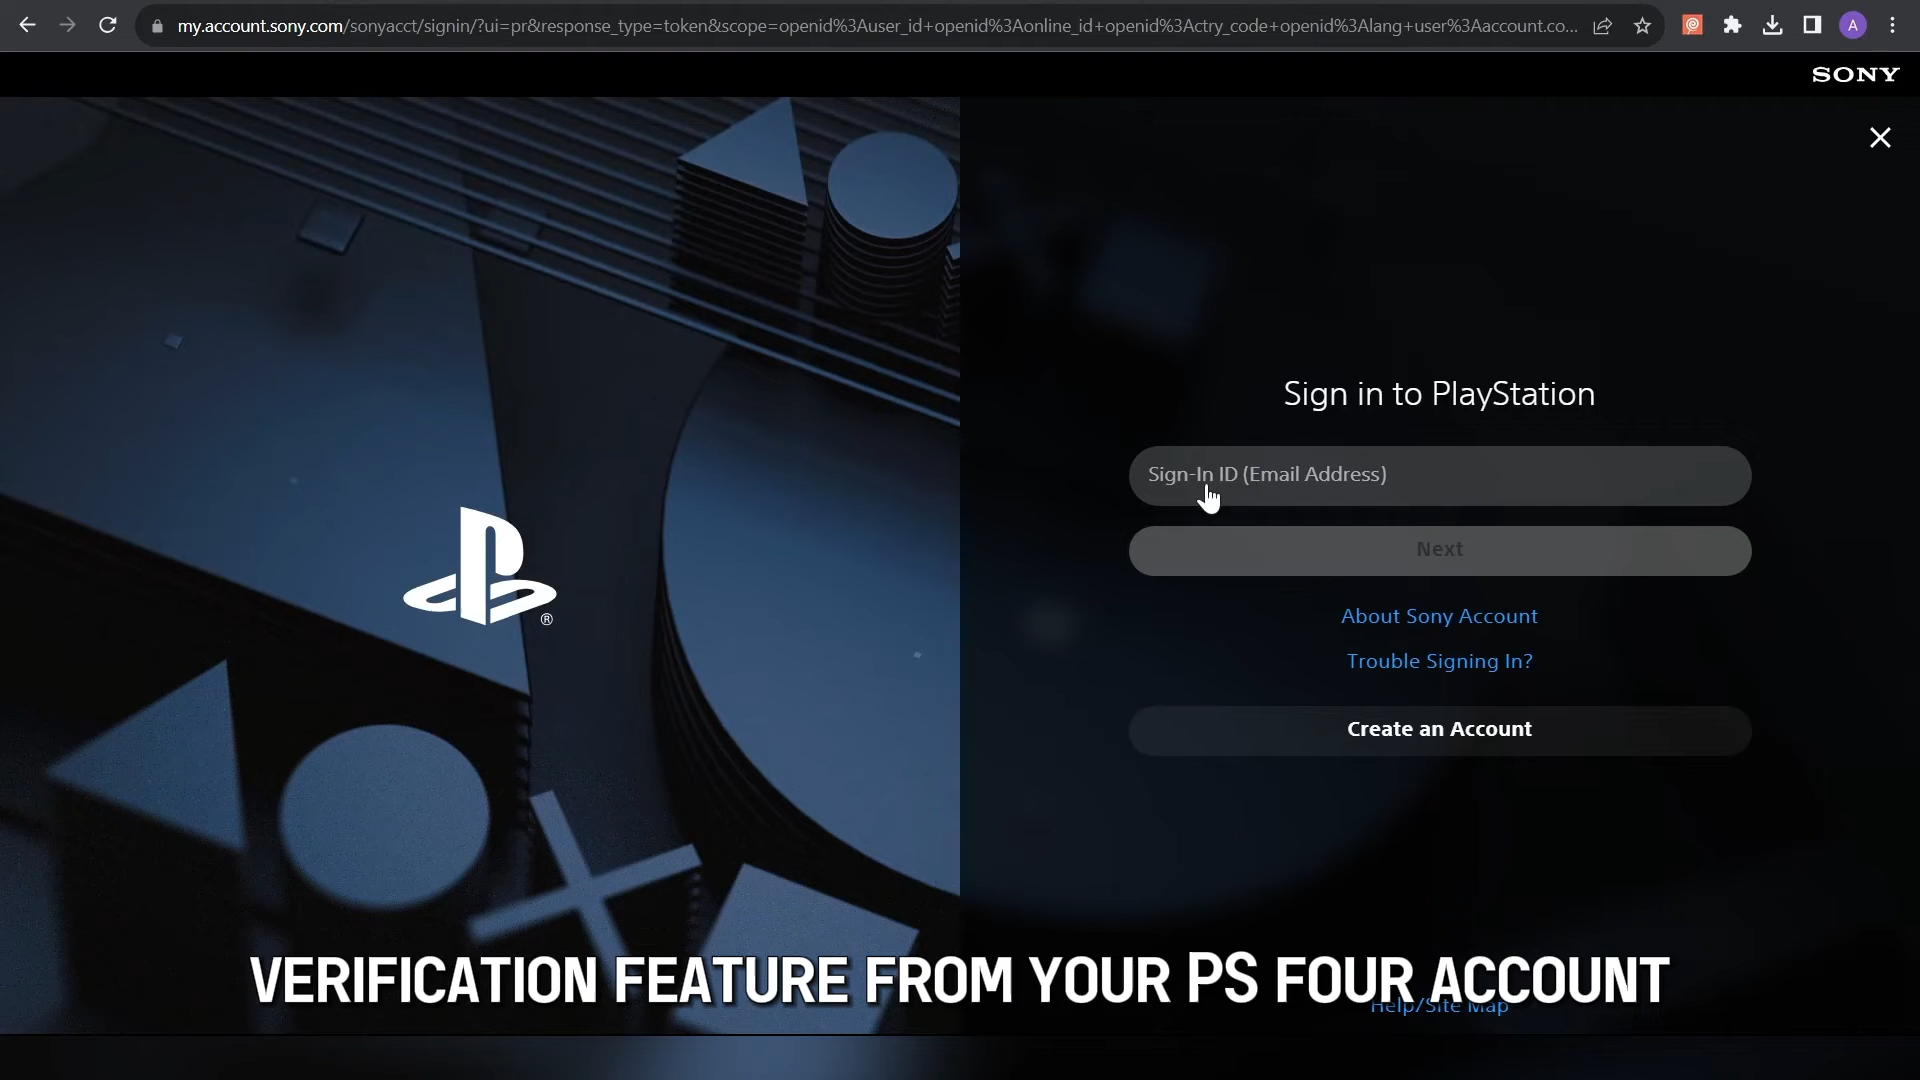 my.account.sony.com/sonyacct/signin/?ui=pr&response_type=token&scope=openid%3Auser_id+openid%3Aonline_id+openid%3Actry_code+openid%3Alang+user%3Aaccount.co...
A
SONY
Sign in to PlayStation
Sign-In ID (Email Address)
Next
About Sony Account
Trouble Signing In?
Create an Account
VERIFICATION FEATURE FROM YOUR PS FOUR ACCOUNT
Help/Site Map
®